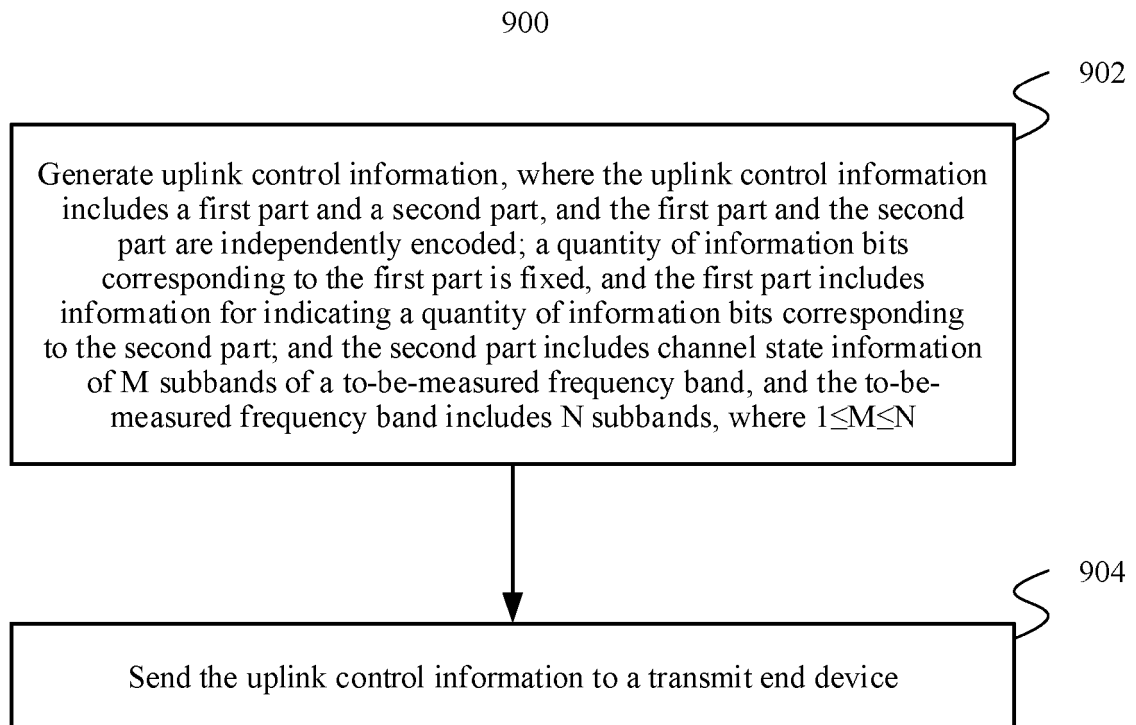 900
902
Generate uplink control information, where the uplink control information
includes a first part and a second part, and the first part and the second
part are independently encoded; a quantity of information bits
corresponding to the first part is fixed, and the first part includes
information for indicating a quantity of information bits corresponding
to the second part; and the second part includes channel state information
of M subbands of a to-be-measured frequency band, and the to-be-
measured frequency band includes N subbands, where 1≤M≤N
904
Send the uplink control information to a transmit end device